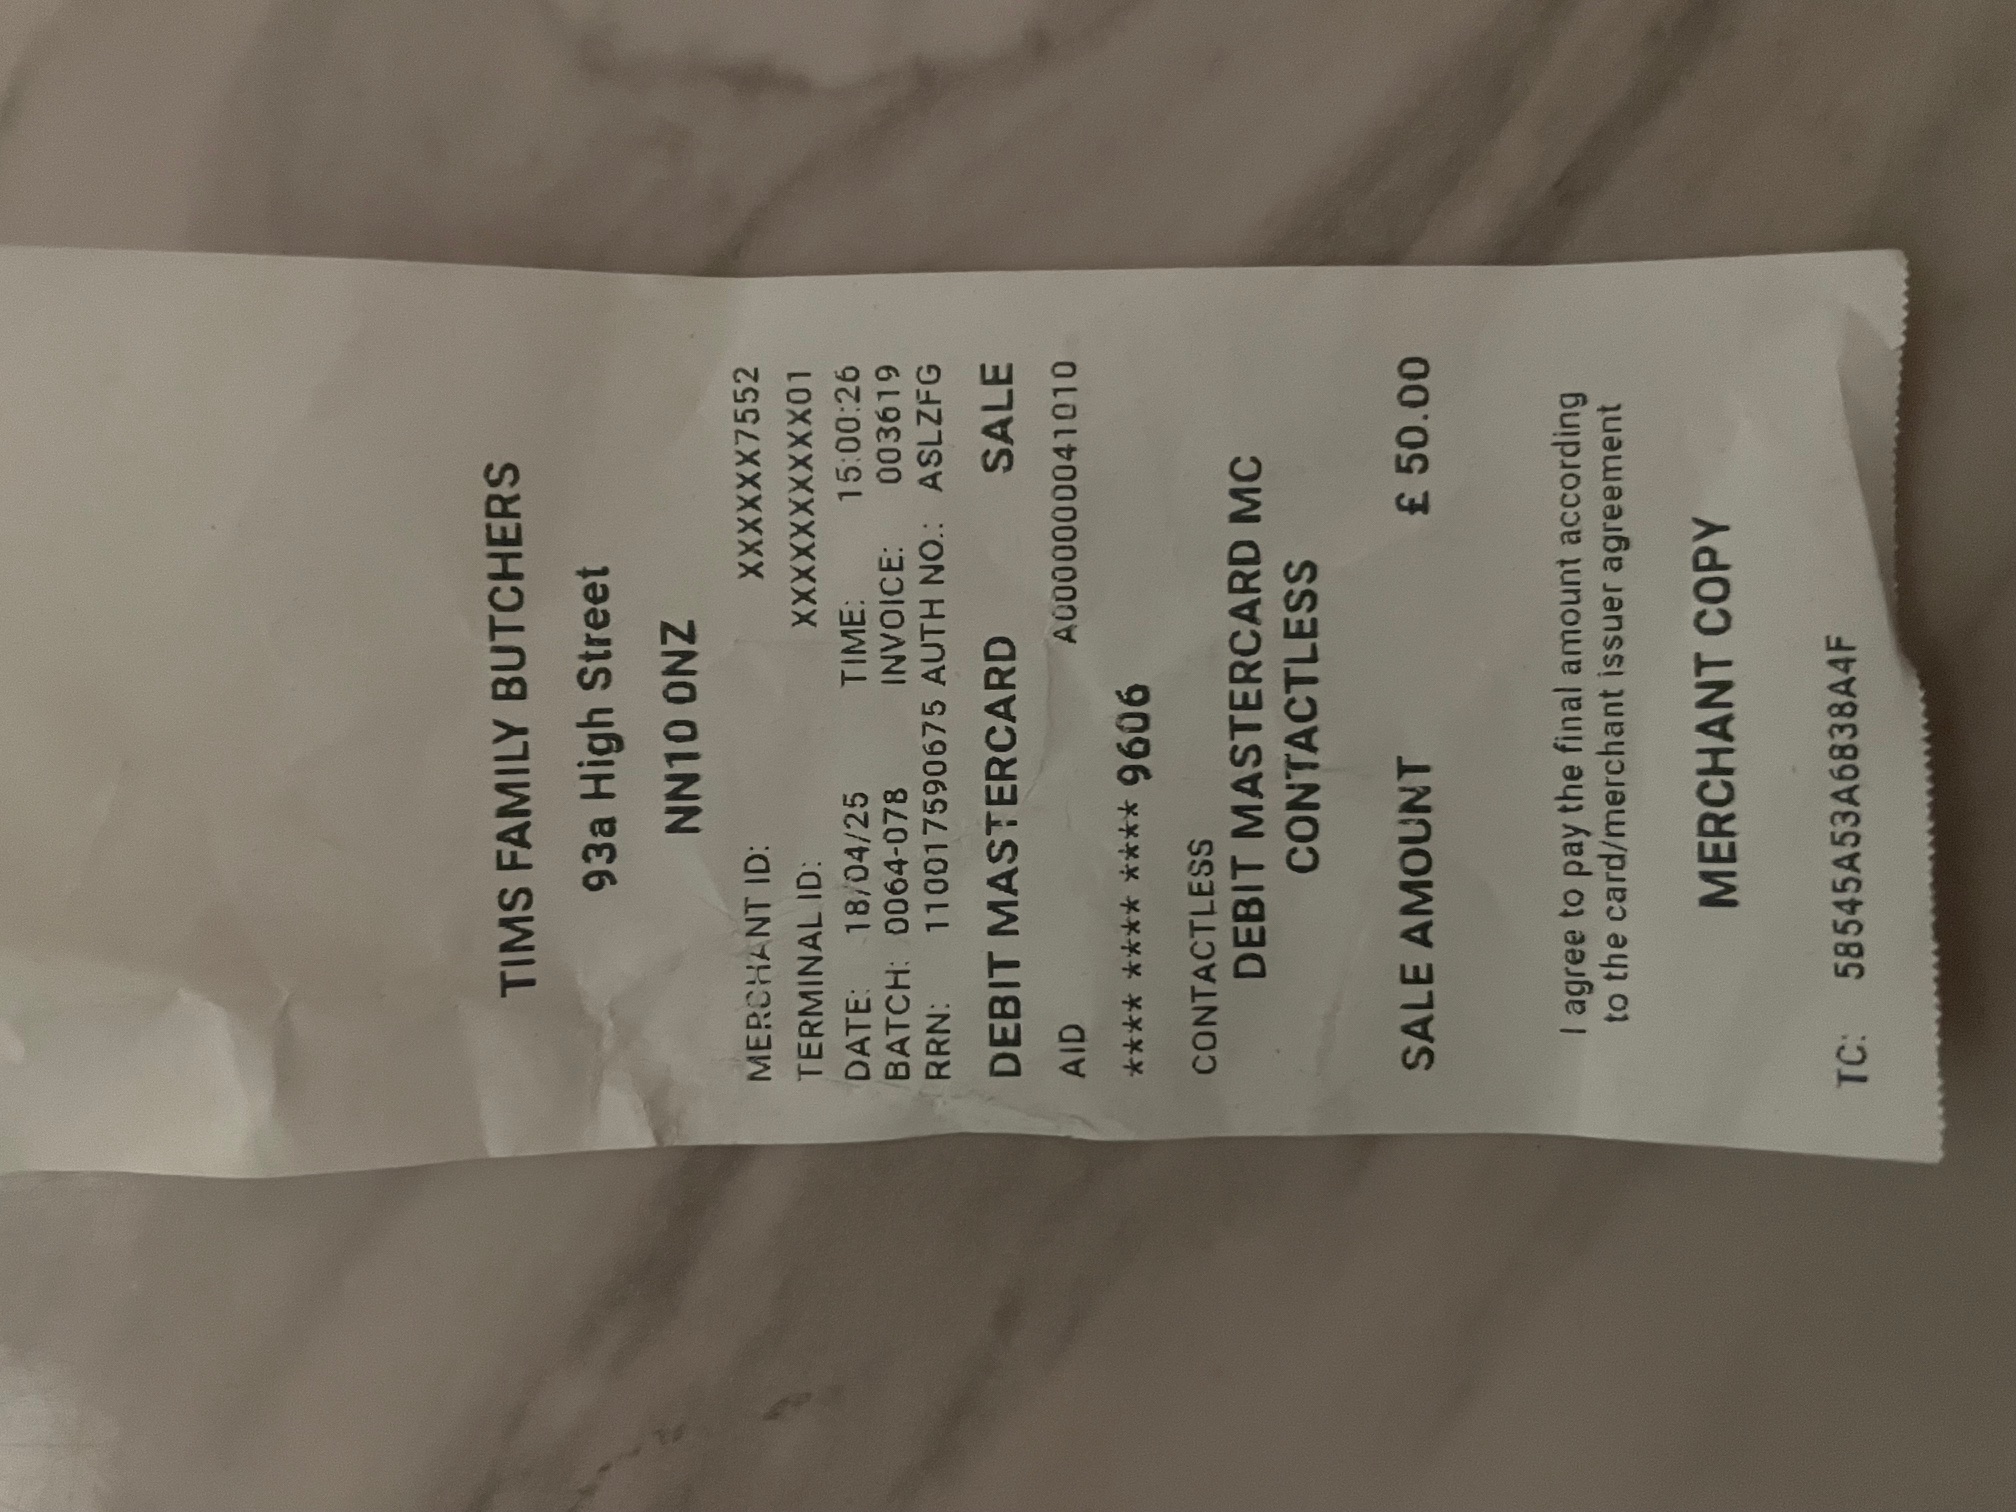 TIMS FAMILY BUTCHERS
93a High Street
NN10 0NZ
MERCHANT ID: XXXXXX7552
TERMINAL ID: XXXXXXXXXX01
DATE: 18/04/25 TIME: 15:00:26
BATCH: 0064-078 INVOICE: 003619
RRN: 110017590675 AUTH NO.: ASLZFG
DEBIT MASTERCARD SALE
AID A0000000041010
**** **** **** 9606
CONTACTLESS
DEBIT MASTERCARD MC
CONTACTLESS
SALE AMOUNT £ 50.00
I agree to pay the final amount according
to the card/merchant issuer agreement
MERCHANT COPY
TC: 58545A53A6838A4F